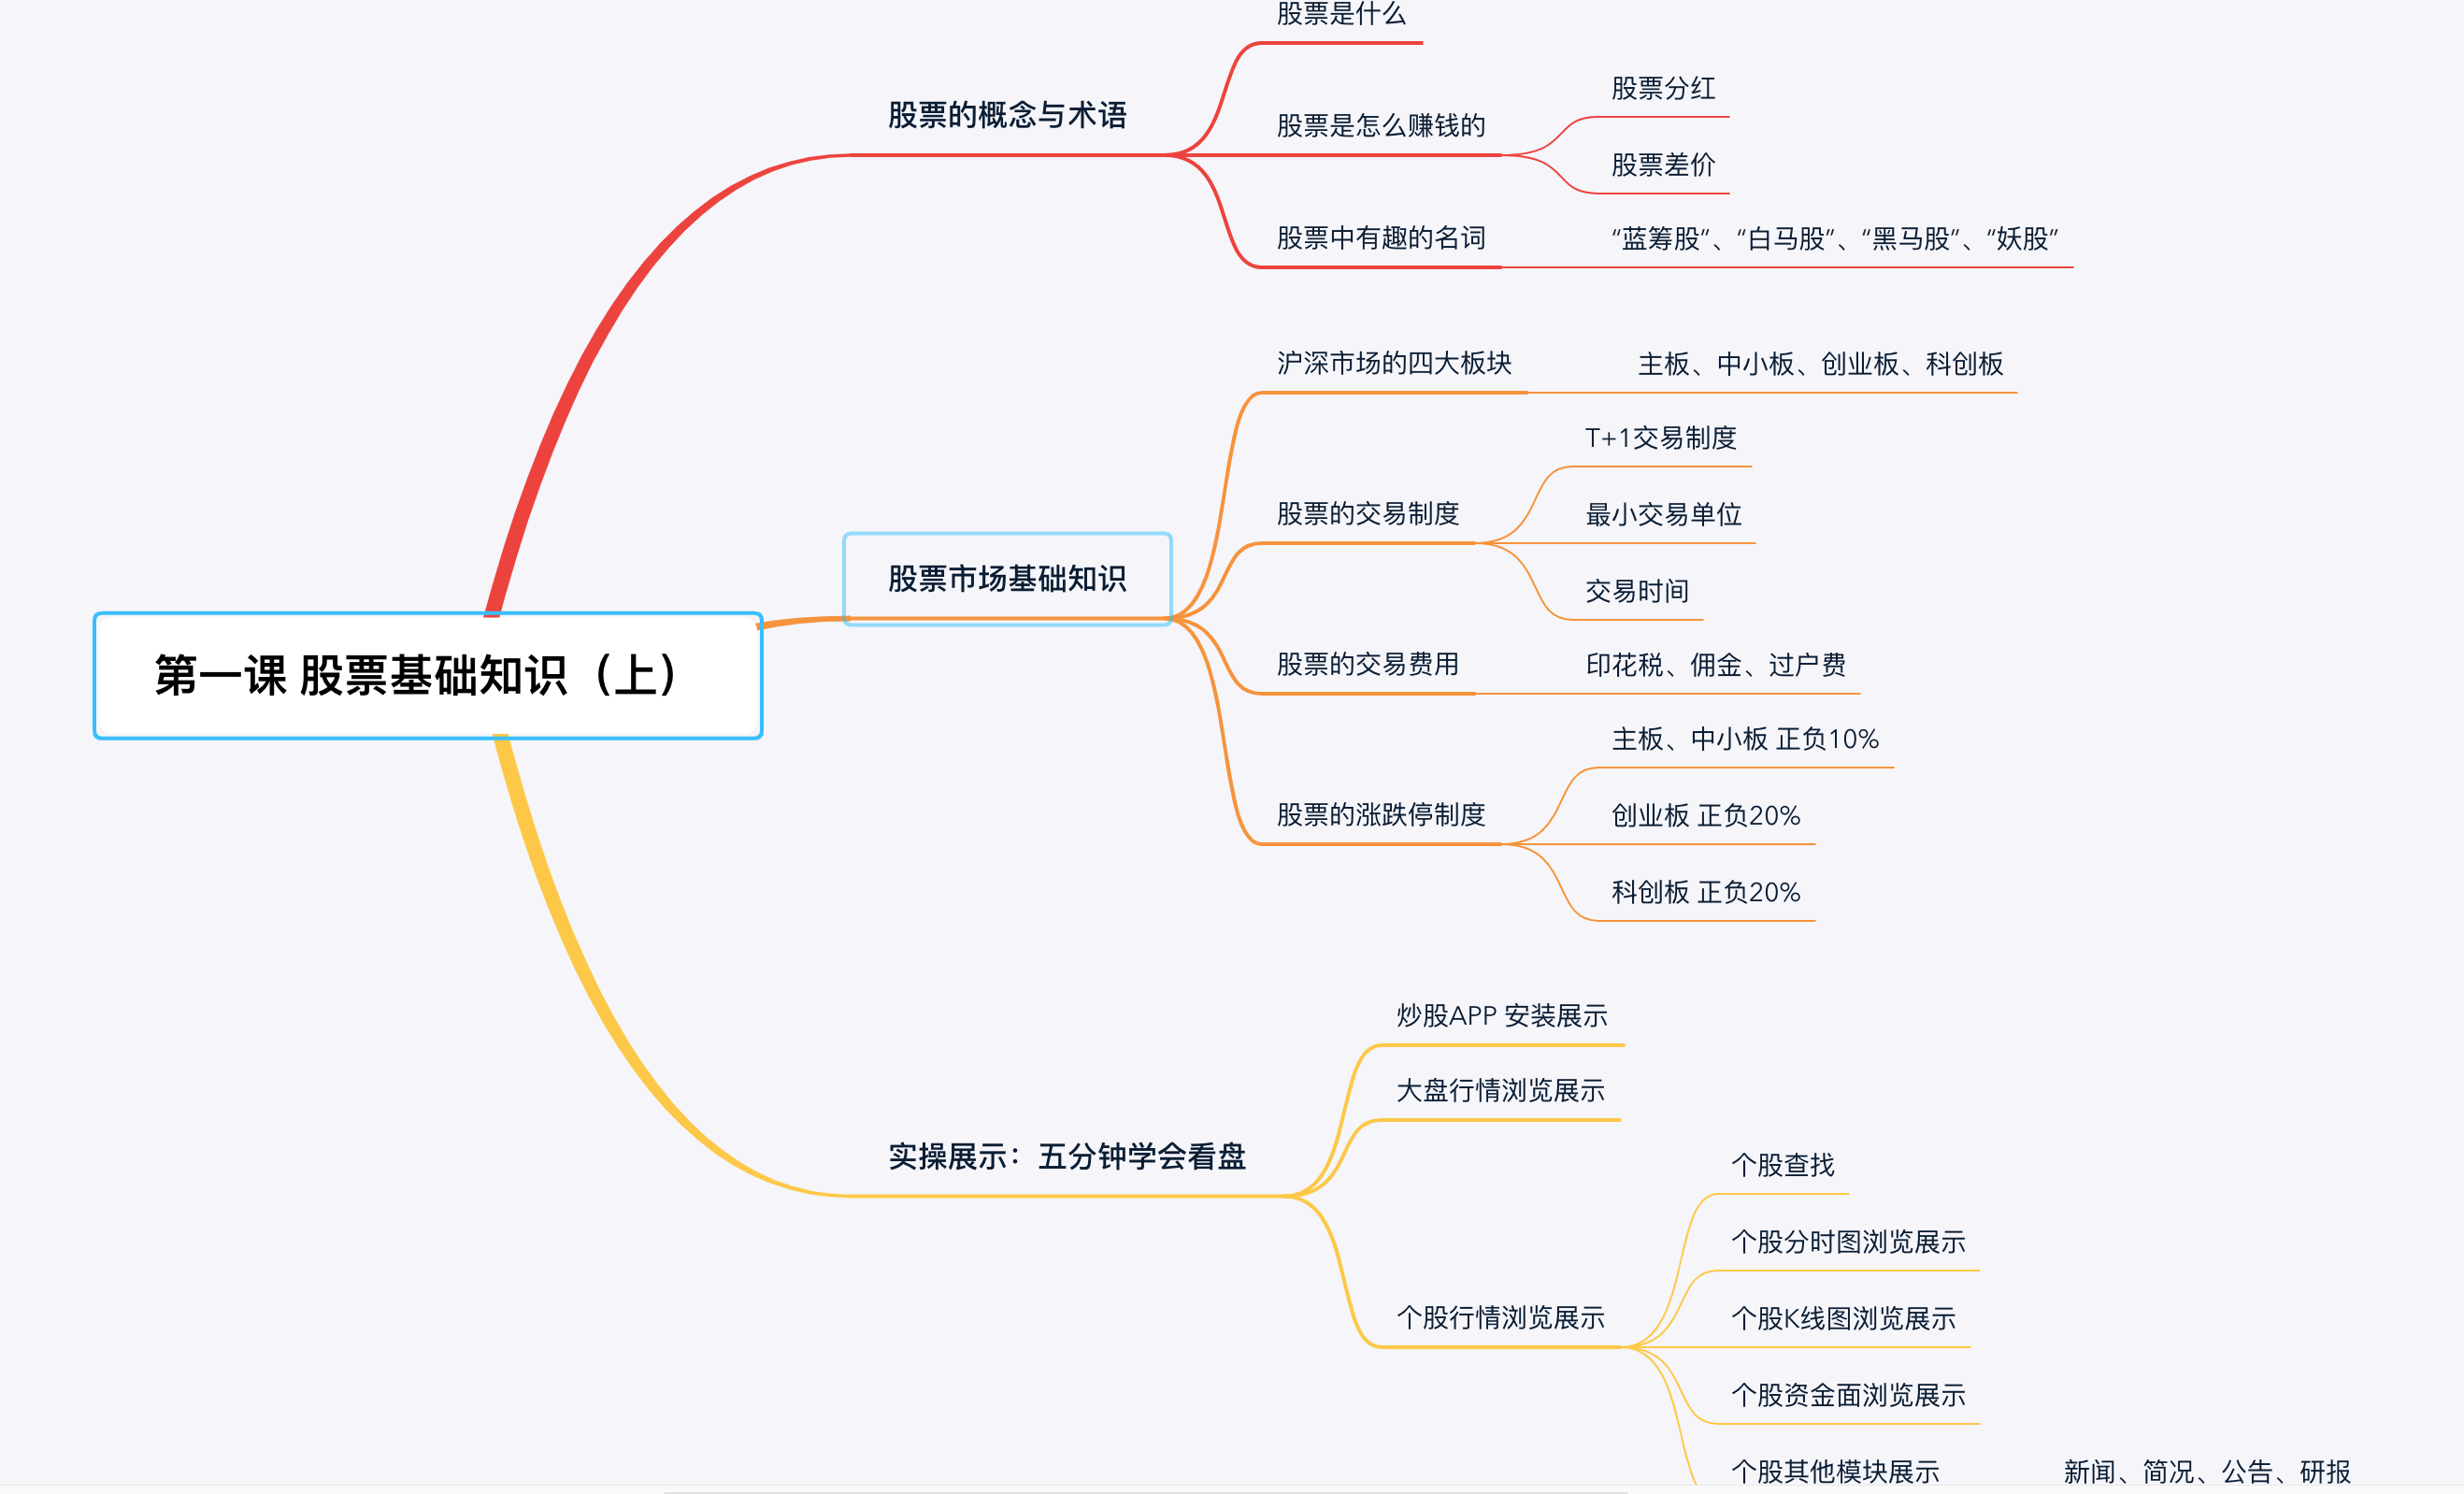 第一课 股票基础知识（上）
股票的概念与术语
股票是什么
股票是怎么赚钱的
股票分红
股票差价
股票中有趣的名词
“蓝筹股”、“白马股”、“黑马股”、“妖股”
股票市场基础知识
沪深市场的四大板块
主板、中小板、创业板、科创板
股票的交易制度
T+1交易制度
最小交易单位
交易时间
股票的交易费用
印花税、佣金、过户费
股票的涨跌停制度
主板、中小板 正负10%
创业板 正负20%
科创板 正负20%
实操展示：五分钟学会看盘
炒股APP 安装展示
大盘行情浏览展示
个股行情浏览展示
个股查找
个股分时图浏览展示
个股K线图浏览展示
个股资金面浏览展示
个股其他模块展示
新闻、简况、公告、研报